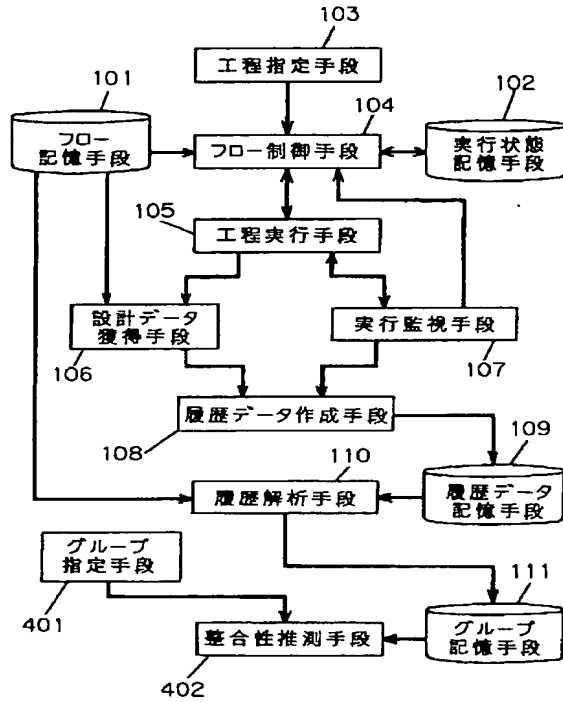 103
工程指定手段
101
フロー
記憶手段
104
フロー制御手段
102
実行状態
記憶手段
105
工程実行手段
設計データ
獲得手段
106
実行監視手段
107
履歴データ作成手段
108
109
履歴データ
記憶手段
110
履歴解析手段
グループ
指定手段
401
111
グループ
記憶手段
整合性推測手段
402